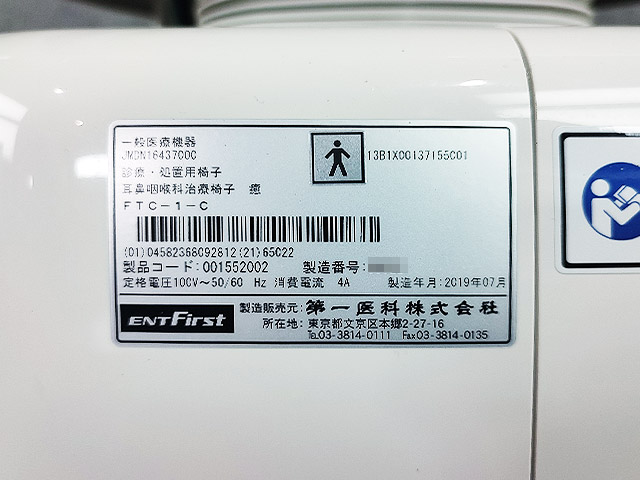 一般医療機器
JMDN16437000
13B1X00137155001
診療・処置用椅子
耳鼻咽喉科治療椅子 癒
FTC-1-C
(01)04582368092812(21)65022
製品コード:001552002 製造番号:
定格電圧100V～50/60 Hz 消費電流 4A 製造年月:2019年07月
ENTFirst
製造販売元: 第一医科株式会社
所在地: 東京都文京区本郷2-27-16
TEL03-3814-0111 Fax03-3814-0135